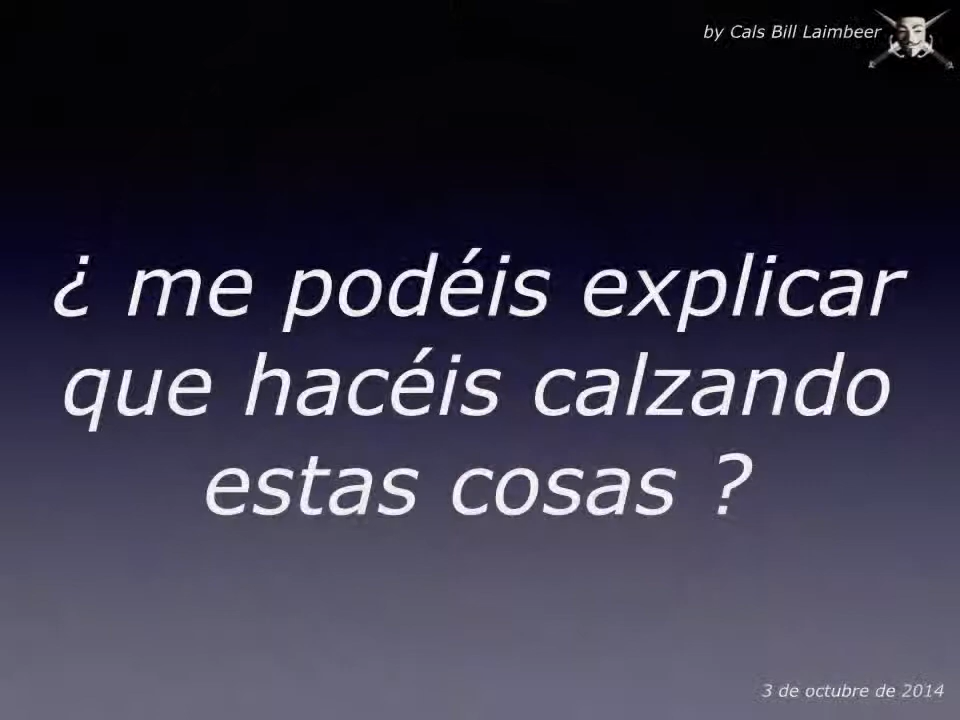 by Cals Bill Laimbeer
¿ me podéis explicar
que hacéis calzando
estas cosas ?
3 de octubre de 2014